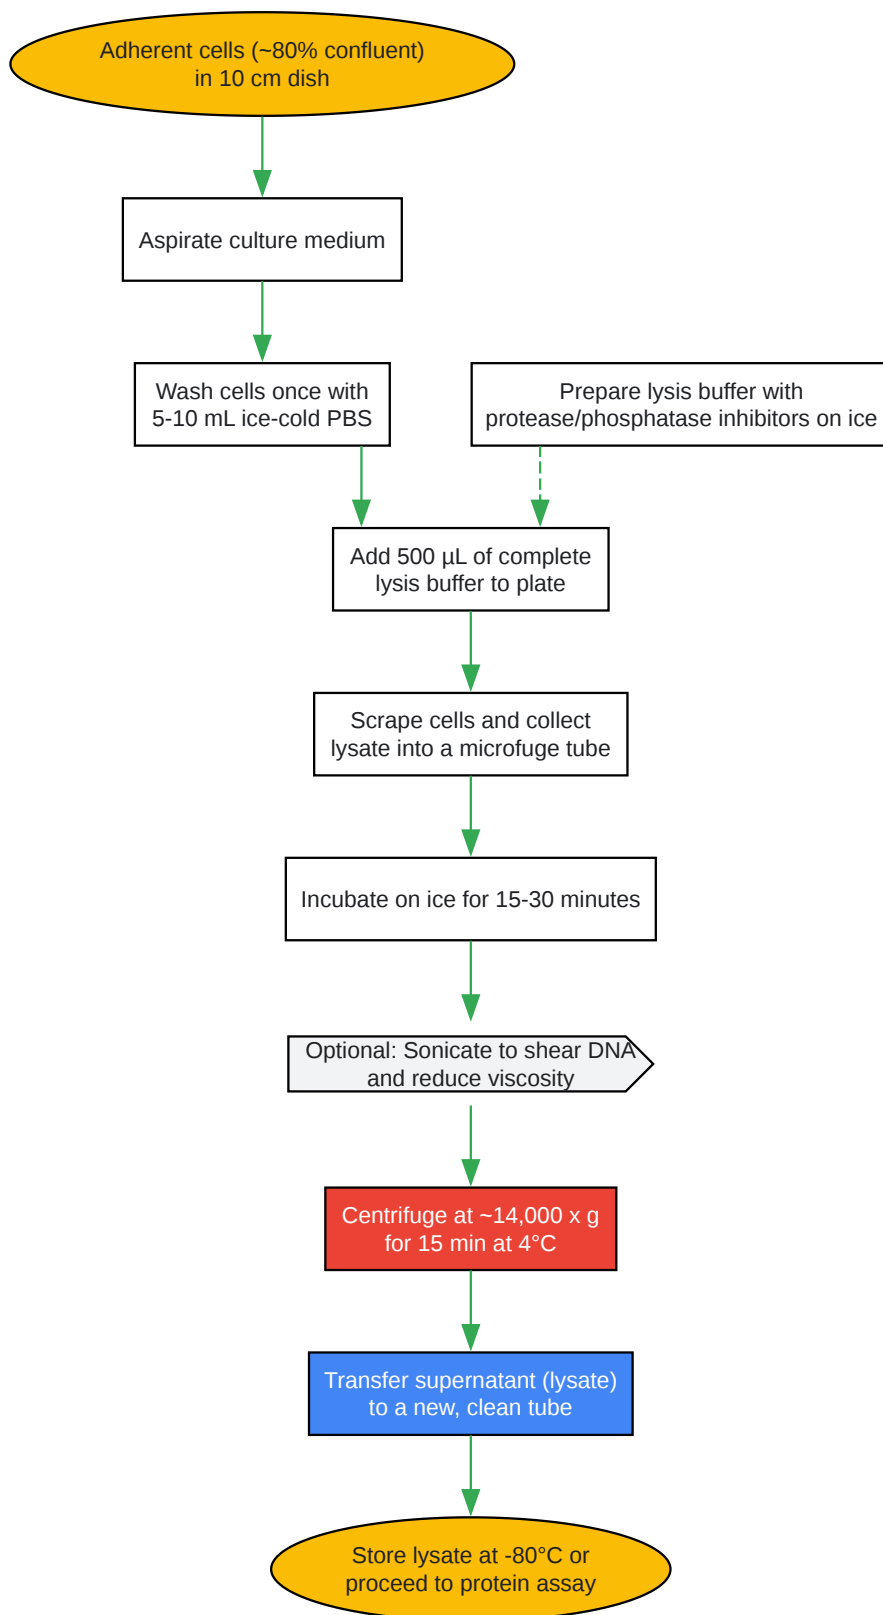 Adherent cells (~80% confluent)
in 10 cm dish
Aspirate culture medium
Wash cells once with
5-10 mL ice-cold PBS
Prepare lysis buffer with
protease/phosphatase inhibitors on ice
Add 500 µL of complete
lysis buffer to plate
Scrape cells and collect
lysate into a microfuge tube
Incubate on ice for 15-30 minutes
Optional: Sonicate to shear DNA
and reduce viscosity
Centrifuge at ~14,000 x g
for 15 min at 4°C
Transfer supernatant (lysate)
to a new, clean tube
Store lysate at -80°C or
proceed to protein assay